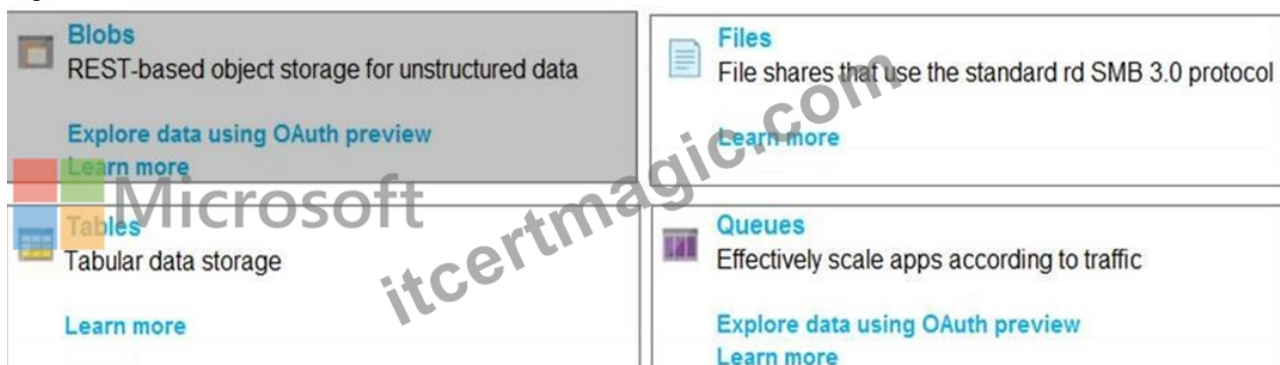 Blobs
REST-based object storage for unstructured data
Explore data using OAuth preview
Learn more
Files
File shares that use the standard rd SMB 3.0 protocol
Learn more
Tables
Tabular data storage
Learn more
Queues
Effectively scale apps according to traffic
Explore data using OAuth preview
Learn more
Microsoft
itcertmagic.com